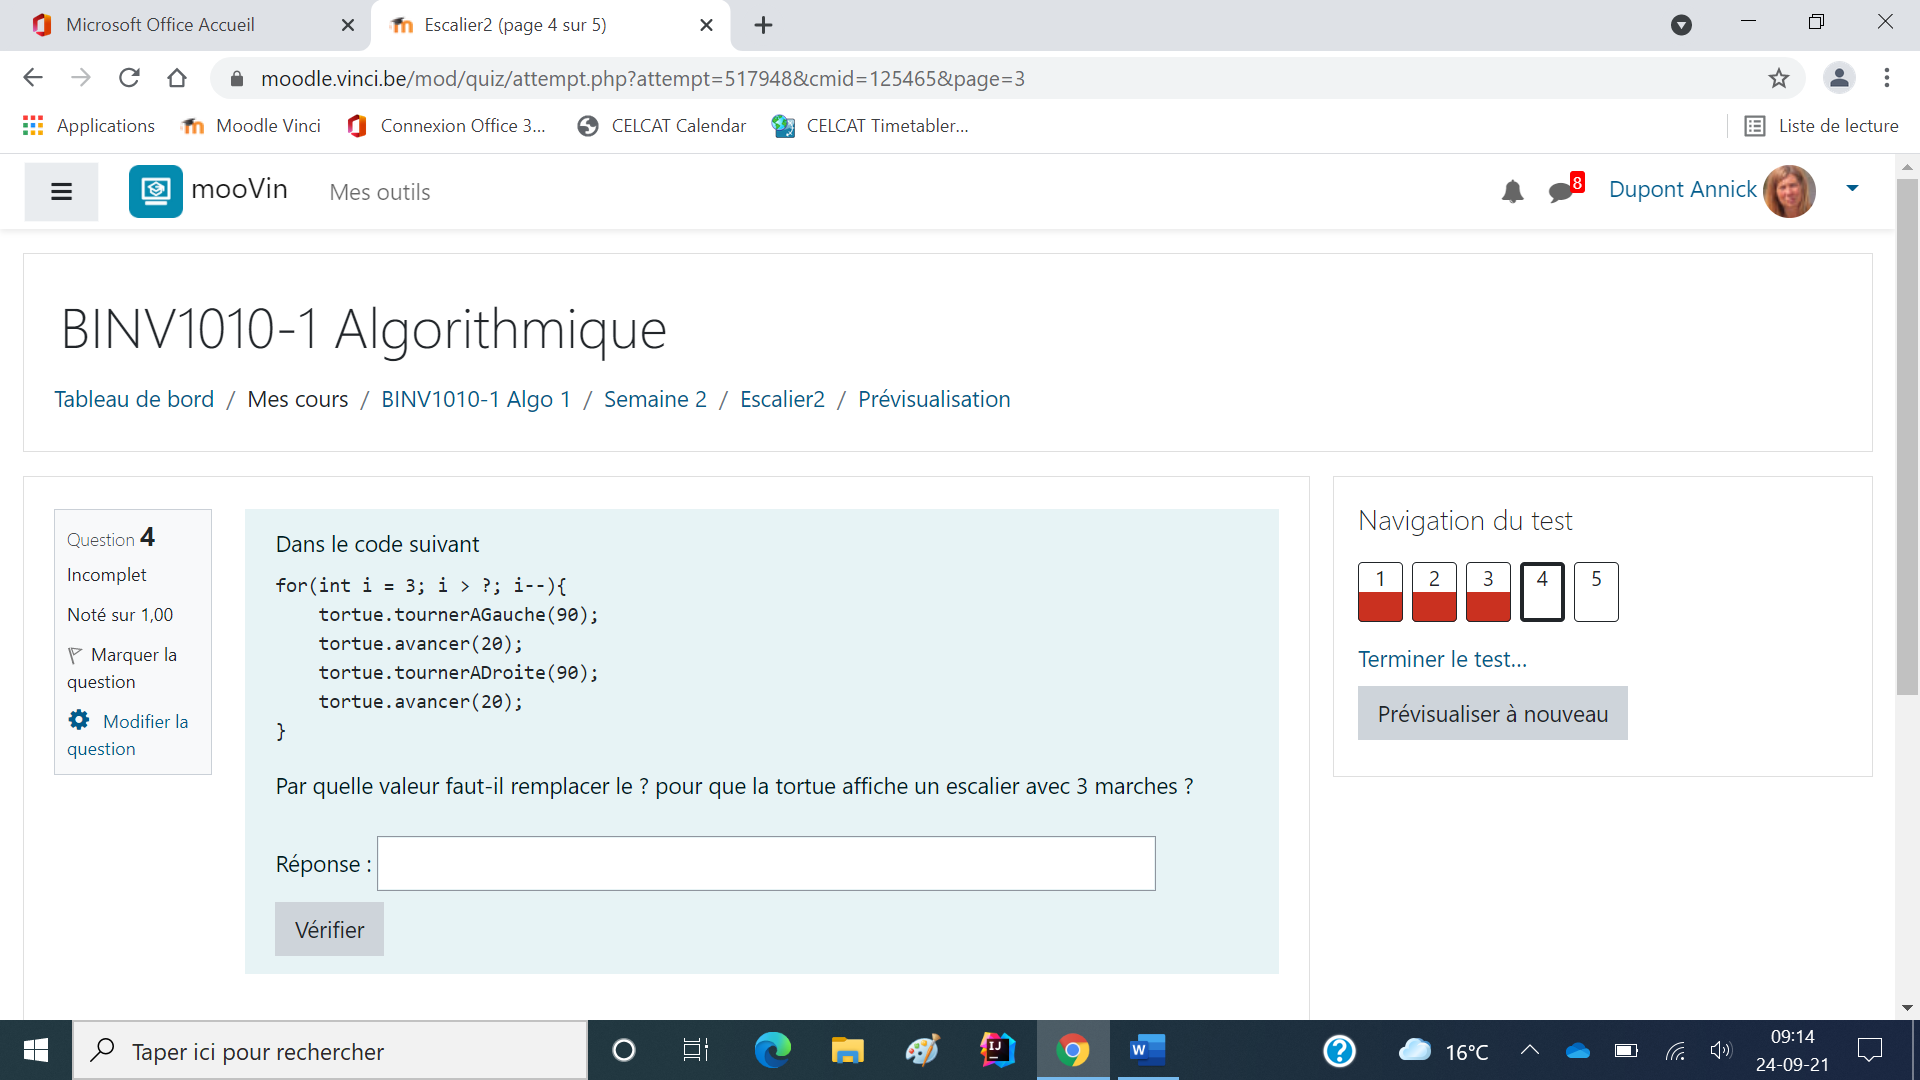 Microsoft Office Accueil
Escalier2 (page 4 sur 5)
moodle.vinci.be/mod/quiz/attempt.php?attempt=517948&cmid=125465&page=3
Applications
Moodle Vinci
Connexion Office 3...
CELCAT Calendar
CELCAT Timetabler...
Liste de lecture
mooVin
Mes outils
8
Dupont Annick
BINV1010-1 Algorithmique
Tableau de bord / Mes cours / BINV1010-1 Algo 1 / Semaine 2 / Escalier2 / Prévisualisation
Question 4
Incomplet
Noté sur 1,00
Marquer la
question
Modifier la
question
Dans le code suivant
for(int i = 3; i > ?; i--){
    tortue.tournerAGauche(90);
    tortue.avancer(20);
    tortue.tournerADroite(90);
    tortue.avancer(20);
}
Par quelle valeur faut-il remplacer le ? pour que la tortue affiche un escalier avec 3 marches ?
Réponse :
Vérifier
Navigation du test
1 2 3 4 5
Terminer le test...
Prévisualiser à nouveau
Taper ici pour rechercher
IJ
W
?
16°C
09:14
24-09-21